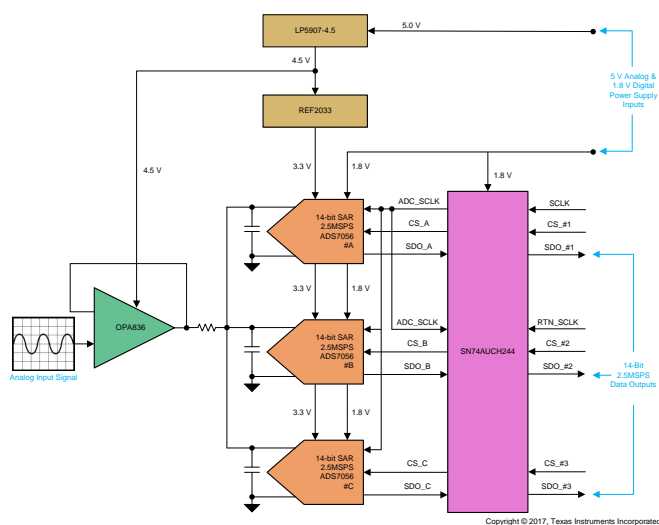 LP5907-4.5
5.0 V
4.5 V
5 V Analog &
1.8 V Digital
Power Supply
Inputs
REF2033
4.5 V
3.3 V
1.8 V
1.8 V
14-bit SAR
2.5MSPS
ADS7056
#A
ADC_SCLK
CS_A
SDO_A
SCLK
CS_#1
SDO_#1
3.3 V
1.8 V
OPA836
Analog Input Signal
14-bit SAR
2.5MSPS
ADS7056
#B
ADC_SCLK
CS_B
SDO_B
SN74AUCH244
RTN_SCLK
CS_#2
SDO_#2
14-Bit
2.5MSPS
Data Outputs
3.3 V
1.8 V
14-bit SAR
2.5MSPS
ADS7056
#C
CS_C
SDO_C
CS_#3
SDO_#3
Copyright © 2017, Texas Instruments Incorporated